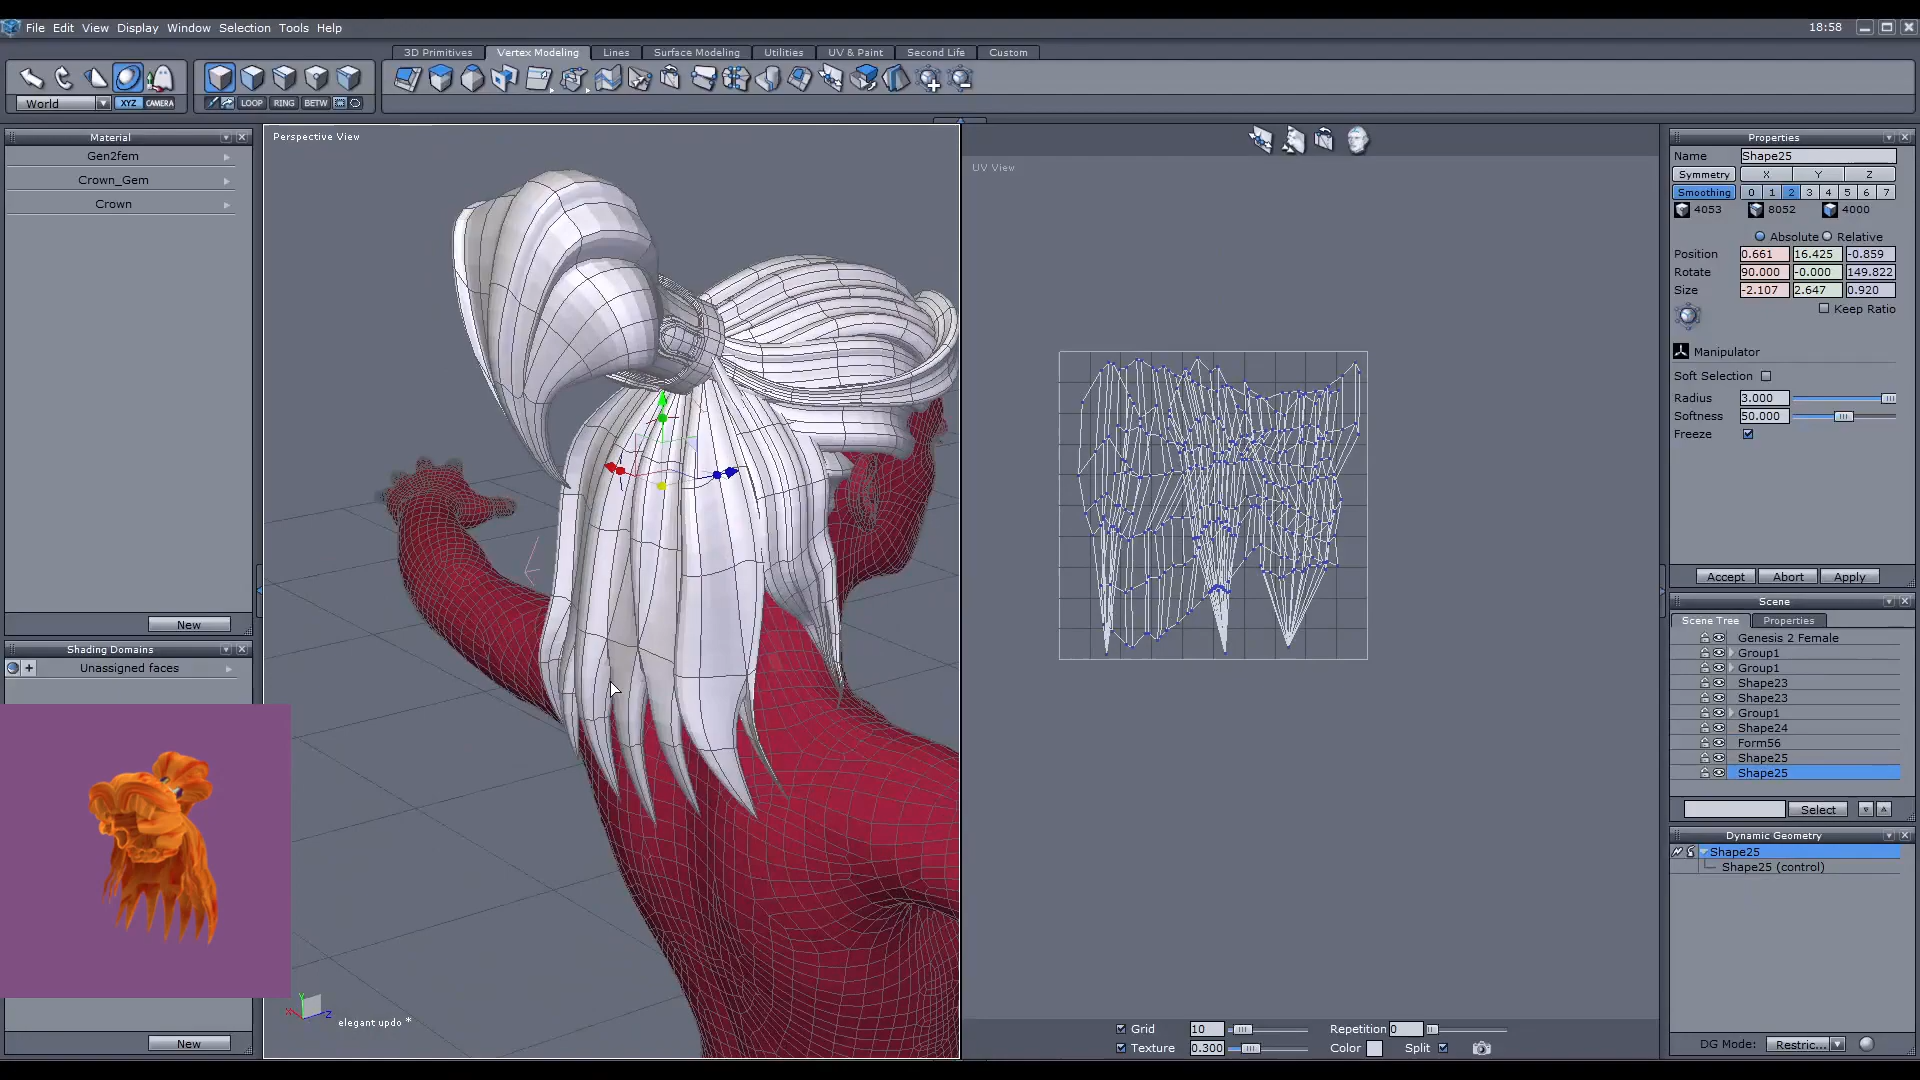 File Edit View Display Window Selection Tools Help
18:58
3D Primitives Vertex Modeling Lines Surface Modeling Utilities UV & Paint Second Life Custom
World XYZ CAMERA
LOOP RING BETW
Material
Gen2fem
Crown_Gem
Crown
New
Shading Domains
Unassigned faces
New
Perspective View
Y
X
Z
elegant updo *
UV View
Grid 10
Repetition 0
Texture 0.300
Color
Split
Properties
Name Shape25
Symmetry X Y Z
Smoothing 0 1 2 3 4 5 6 7
4053 8052 4000
Absolute Relative
Position 0.661 16.425 -0.859
Rotate 90.000 -0.000 149.822
Size -2.107 2.647 0.920
Keep Ratio
Manipulator
Soft Selection
Radius 3.000
Softness 50.000
Freeze
Accept Abort Apply
Scene
Scene Tree Properties
Genesis 2 Female
Group1
Group1
Shape23
Shape23
Group1
Shape24
Form56
Shape25
Shape25
Select
Dynamic Geometry
Shape25
Shape25 (control)
DG Mode: Restric...